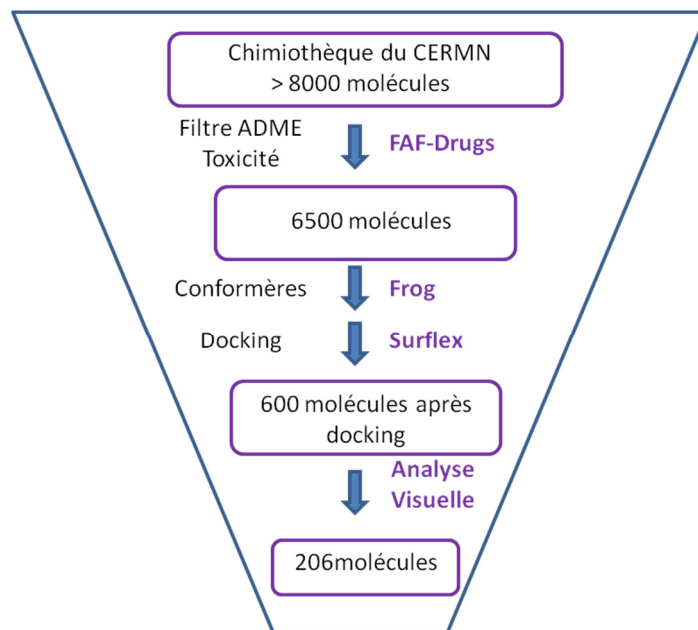 Chimiothèque du CERMN
> 8000 molécules
Filtre ADME
Toxicité
FAF-Drugs
6500 molécules
Conformères
Frog
Docking
Surflex
600 molécules après
docking
Analyse
Visuelle
206molécules